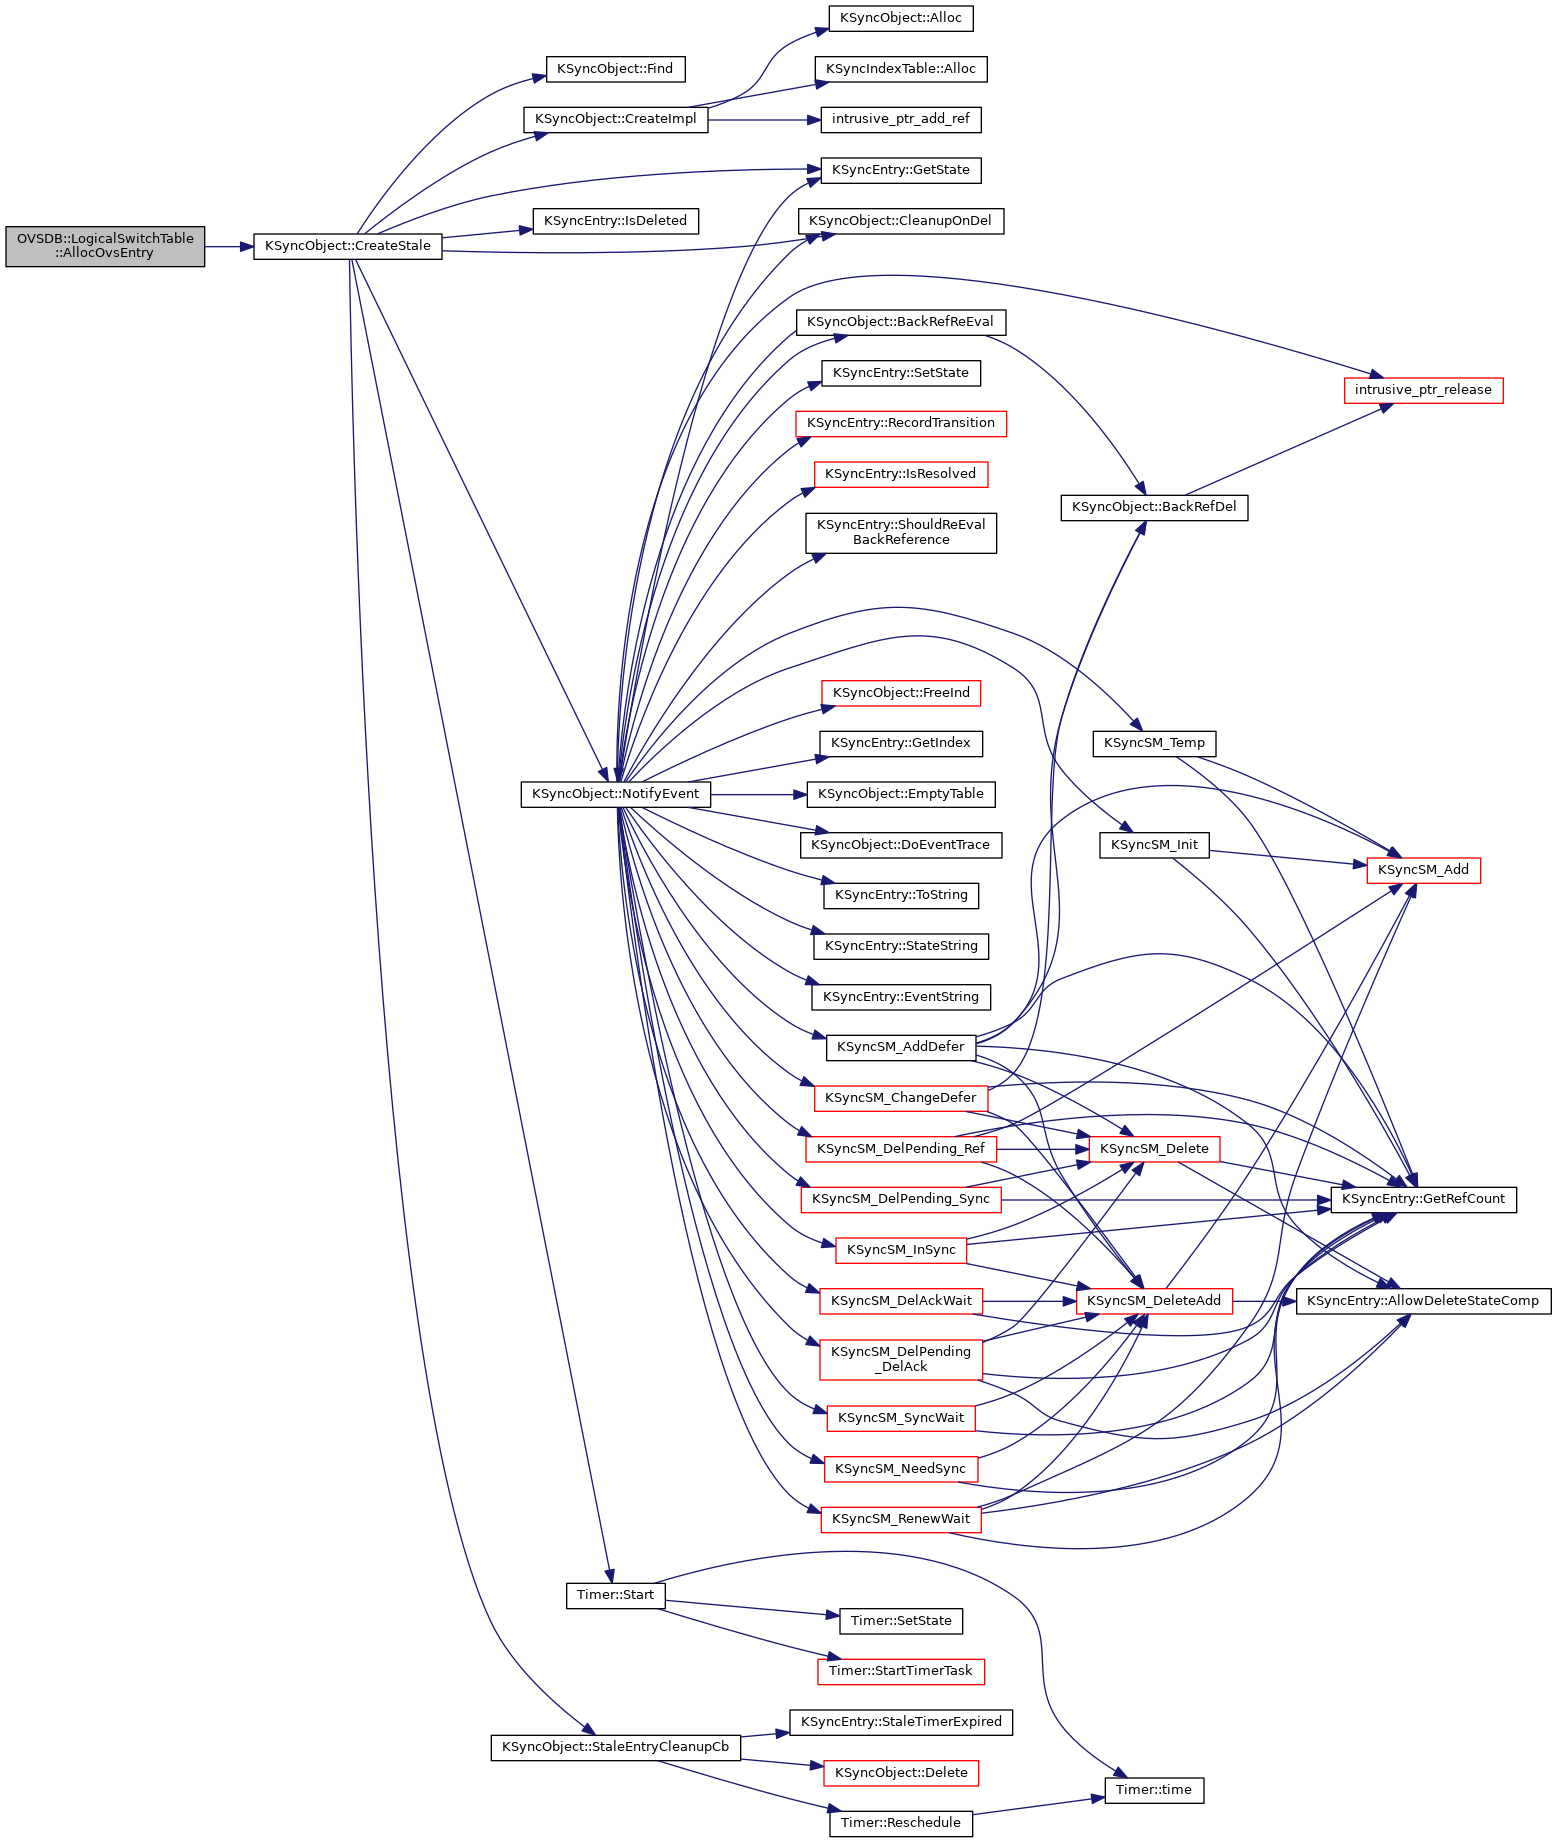 KSyncObject::Alloc
KSyncObject::Find
KSyncIndexTable::Alloc
KSyncObject::CreateImpl
intrusive_ptr_add_ref
KSyncEntry::GetState
KSyncEntry::IsDeleted
KSyncObject::CleanupOnDel
OVSDB::LogicalSwitchTable
::AllocOvsEntry
KSyncObject::CreateStale
KSyncObject::BackRefReEval
KSyncEntry::SetState
intrusive_ptr_release
KSyncEntry::RecordTransition
KSyncEntry::IsResolved
KSyncObject::BackRefDel
KSyncEntry::ShouldReEval
BackReference
KSyncObject::FreeInd
KSyncEntry::GetIndex
KSyncSM_Temp
KSyncObject::NotifyEvent
KSyncObject::EmptyTable
KSyncObject::DoEventTrace
KSyncSM_Init
KSyncSM_Add
KSyncEntry::ToString
KSyncEntry::StateString
KSyncEntry::EventString
KSyncSM_AddDefer
KSyncSM_ChangeDefer
KSyncSM_DelPending_Ref
KSyncSM_Delete
KSyncSM_DelPending_Sync
KSyncEntry::GetRefCount
KSyncSM_InSync
KSyncSM_DelAckWait
KSyncSM_DeleteAdd
KSyncEntry::AllowDeleteStateComp
KSyncSM_DelPending
_DelAck
KSyncSM_SyncWait
KSyncSM_NeedSync
KSyncSM_RenewWait
Timer::Start
Timer::SetState
Timer::StartTimerTask
KSyncEntry::StaleTimerExpired
KSyncObject::StaleEntryCleanupCb
KSyncObject::Delete
Timer::time
Timer::Reschedule